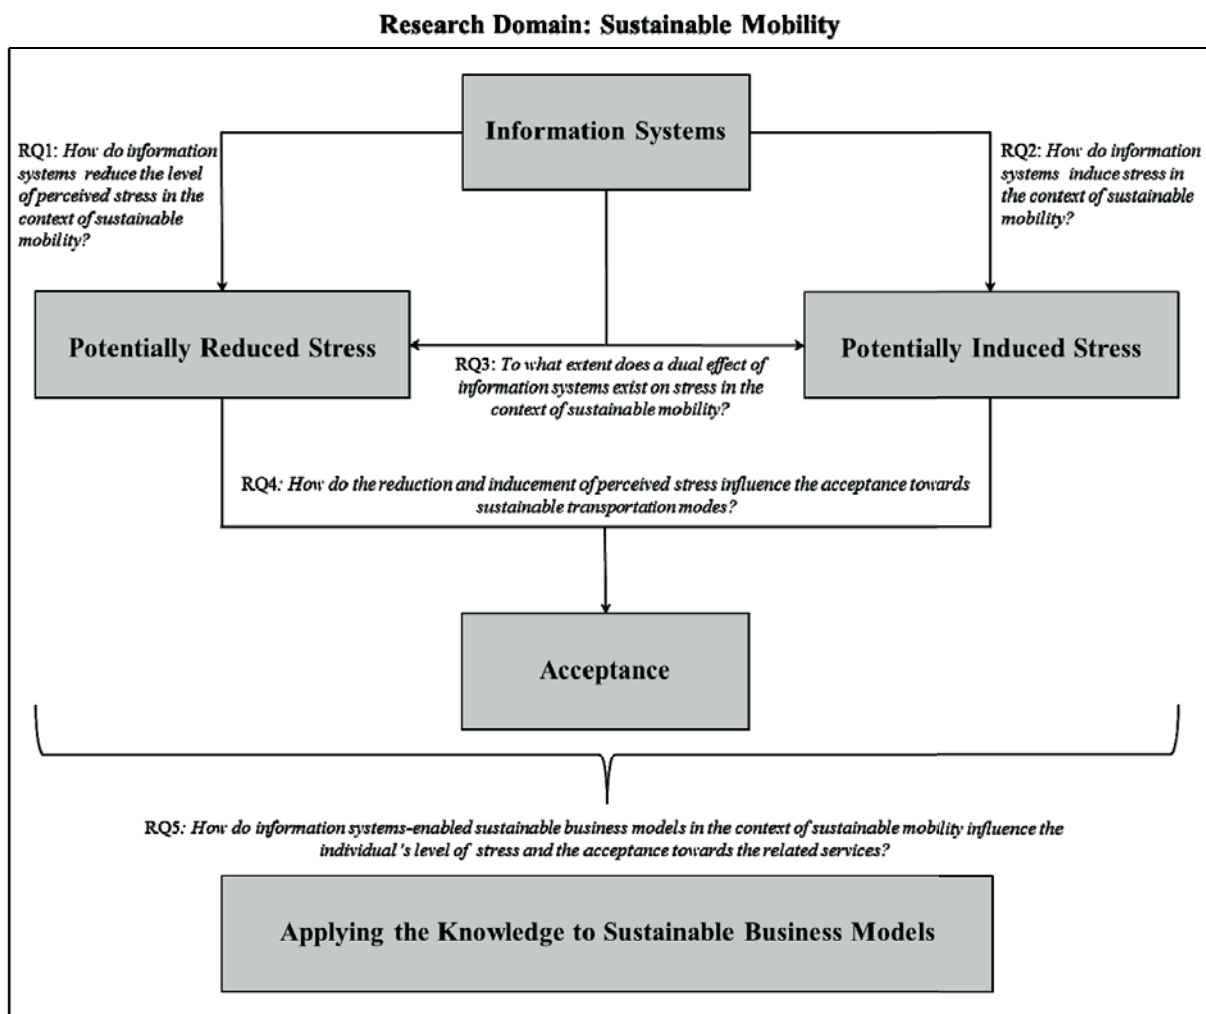 Research Domain: Sustainable Mobility
Information Systems
RQ1: How do information
systems reduce the level
of perceived stress in the
context of sustainable
mobility?
RQ2: How do information
systems induce stress in
the context of sustainable
mobility?
Potentially Reduced Stress
Potentially Induced Stress
RQ3: To what extent does a dual effect of
information systems exist on stress in the
context of sustainable mobility?
RQ4: How do the reduction and inducement of perceived stress influence the acceptance towards
sustainable transportation modes?
Acceptance
RQ5: How do information systems-enabled sustainable business models in the context of sustainable mobility influence the
individual's level of stress and the acceptance towards the related services?
Applying the Knowledge to Sustainable Business Models